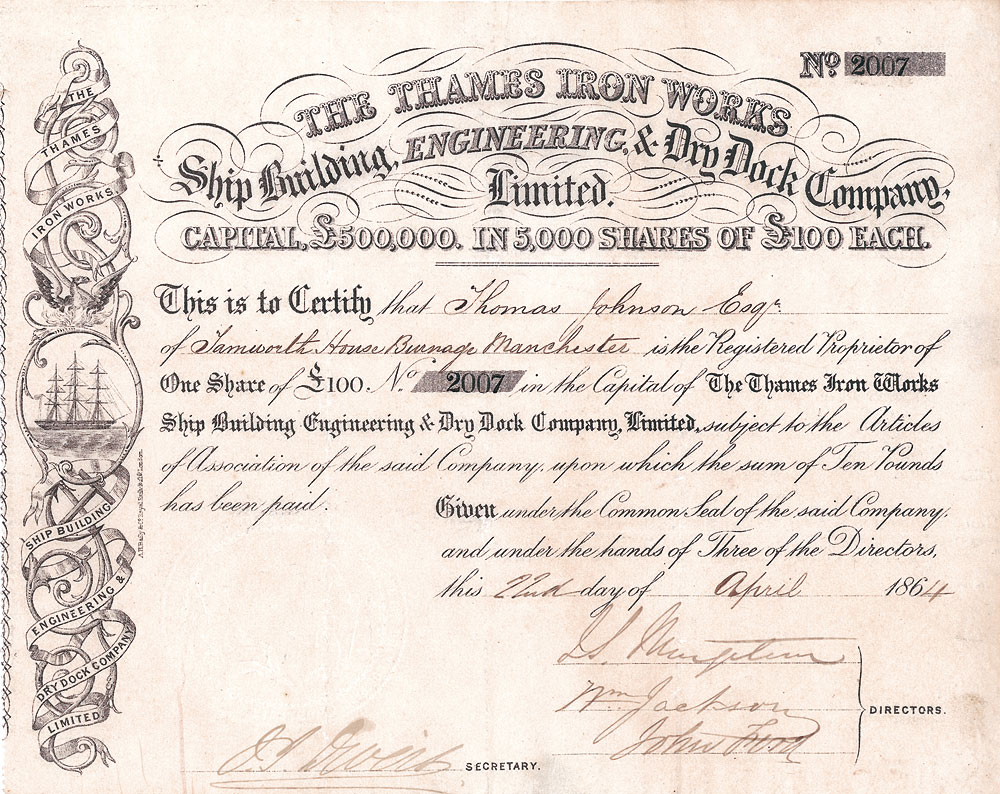 No 2007
THE THAMES IRON WORKS
Ship Building, ENGINEERING, & Dry Dock Company,
Limited.
CAPITAL, £500,000. IN 5,000 SHARES OF £100 EACH.
This is to Certify that Thomas Johnson Esqr
of Tamworth House Burnage Manchester is the Registered Proprietor of
One Share of £100. No 2007 in the Capital of The Thames Iron Works
Ship Building Engineering & Dry Dock Company, Limited, subject to the Articles
of Association of the said Company, upon which the sum of Ten Pounds
has been paid.
Given under the Common Seal of the said Company,
and under the hands of Three of the Directors,
this 22nd day of April 1864
Wm Jackson
John
DIRECTORS.
SECRETARY.
THE
THAMES
IRON WORKS
SHIP BUILDING
ENGINEERING &
DRY DOCK COMPANY
LIMITED